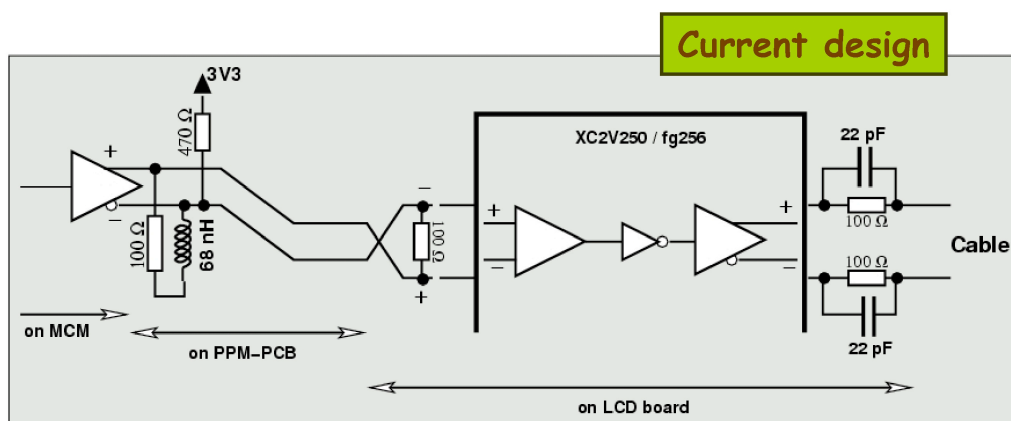 Current design
3V3
470 Ω
XC2V250 / fg256
22 pF
+
−
100 Ω
68 nH
−
100 Ω
+
+
−
+
−
100 Ω
Cable
100 Ω
22 pF
on MCM
on PPM−PCB
on LCD board